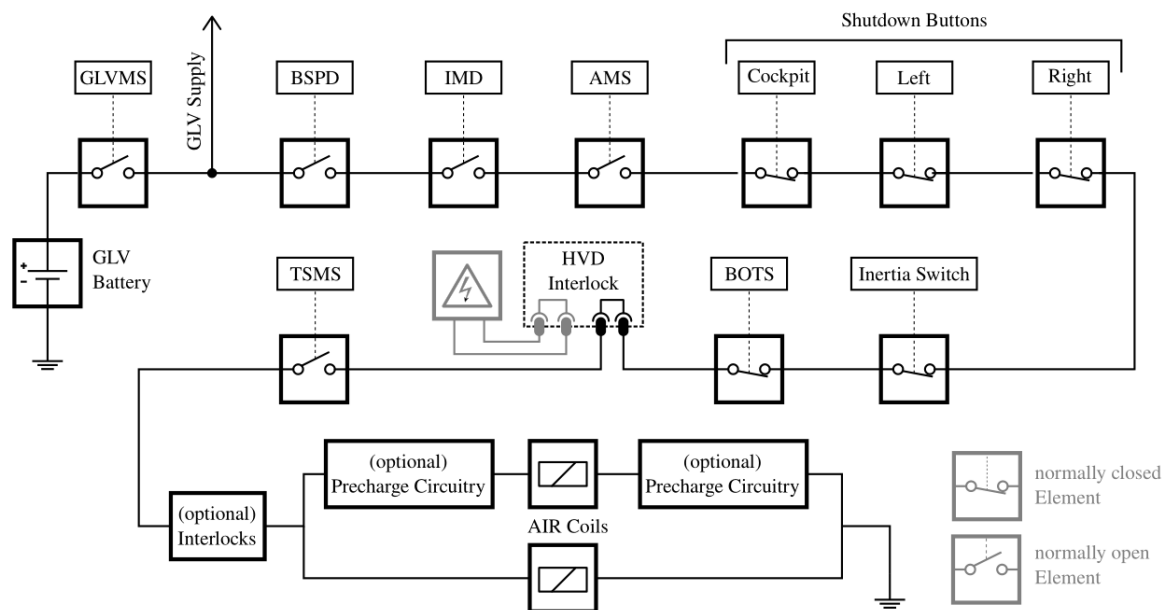 Shutdown Buttons
GLVMS
GLV Supply
BSPD
IMD
AMS
Cockpit
Left
Right
+
-
GLV
Battery
TSMS
HVD
Interlock
BOTS
Inertia Switch
(optional)
Precharge Circuitry
(optional)
Precharge Circuitry
(optional)
Interlocks
AIR Coils
normally closed
Element
normally open
Element